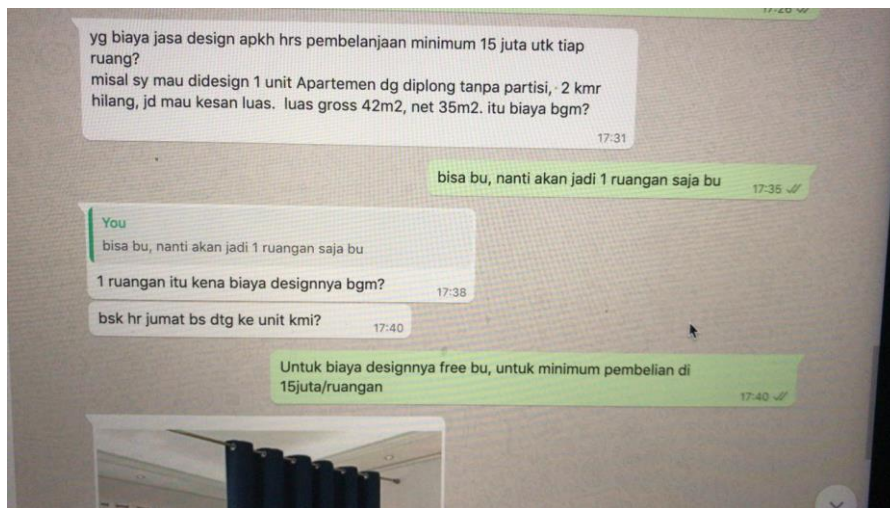 yg biaya jasa design apkh hrs pembelanjaan minimum 15 juta utk tiap
ruang?
misal sy mau didesign 1 unit Apartemen dg diplong tanpa partisi, 2 kmr
hilang, jd mau kesan luas. luas gross 42m2, net 35m2. itu biaya bgm?
17:31
bisa bu, nanti akan jadi 1 ruangan saja bu
17:35
You
bisa bu, nanti akan jadi 1 ruangan saja bu
1 ruangan itu kena biaya designnya bgm?
17:38
bsk hr jumat bs dtg ke unit kmi?
17:40
Untuk biaya designnya free bu, untuk minimum pembelian di
15juta/ruangan
17:40